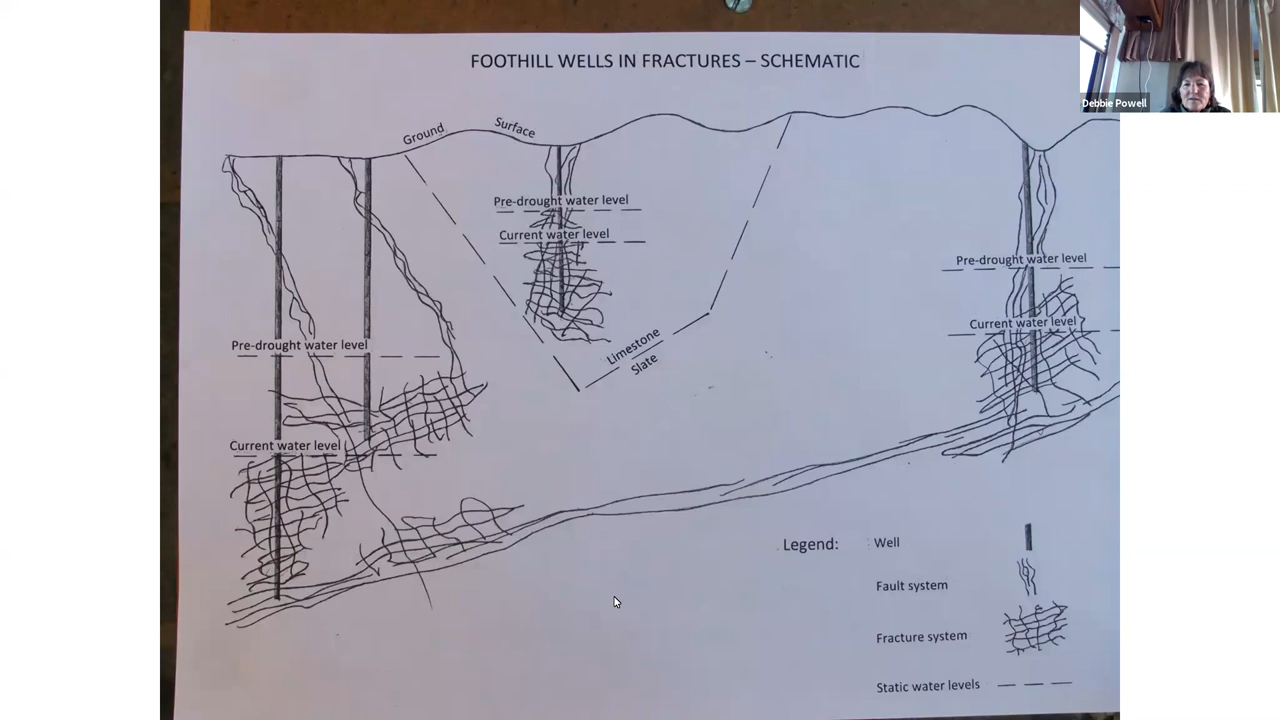 FOOTHILL WELLS IN FRACTURES – SCHEMATIC
Debbie Powell
Ground Surface
Pre-drought water level
Current water level
Pre-drought water level
Current water level
Pre-drought water level
Current water level
Limestone
Slate
Legend:
Well
Fault system
Fracture system
Static water levels